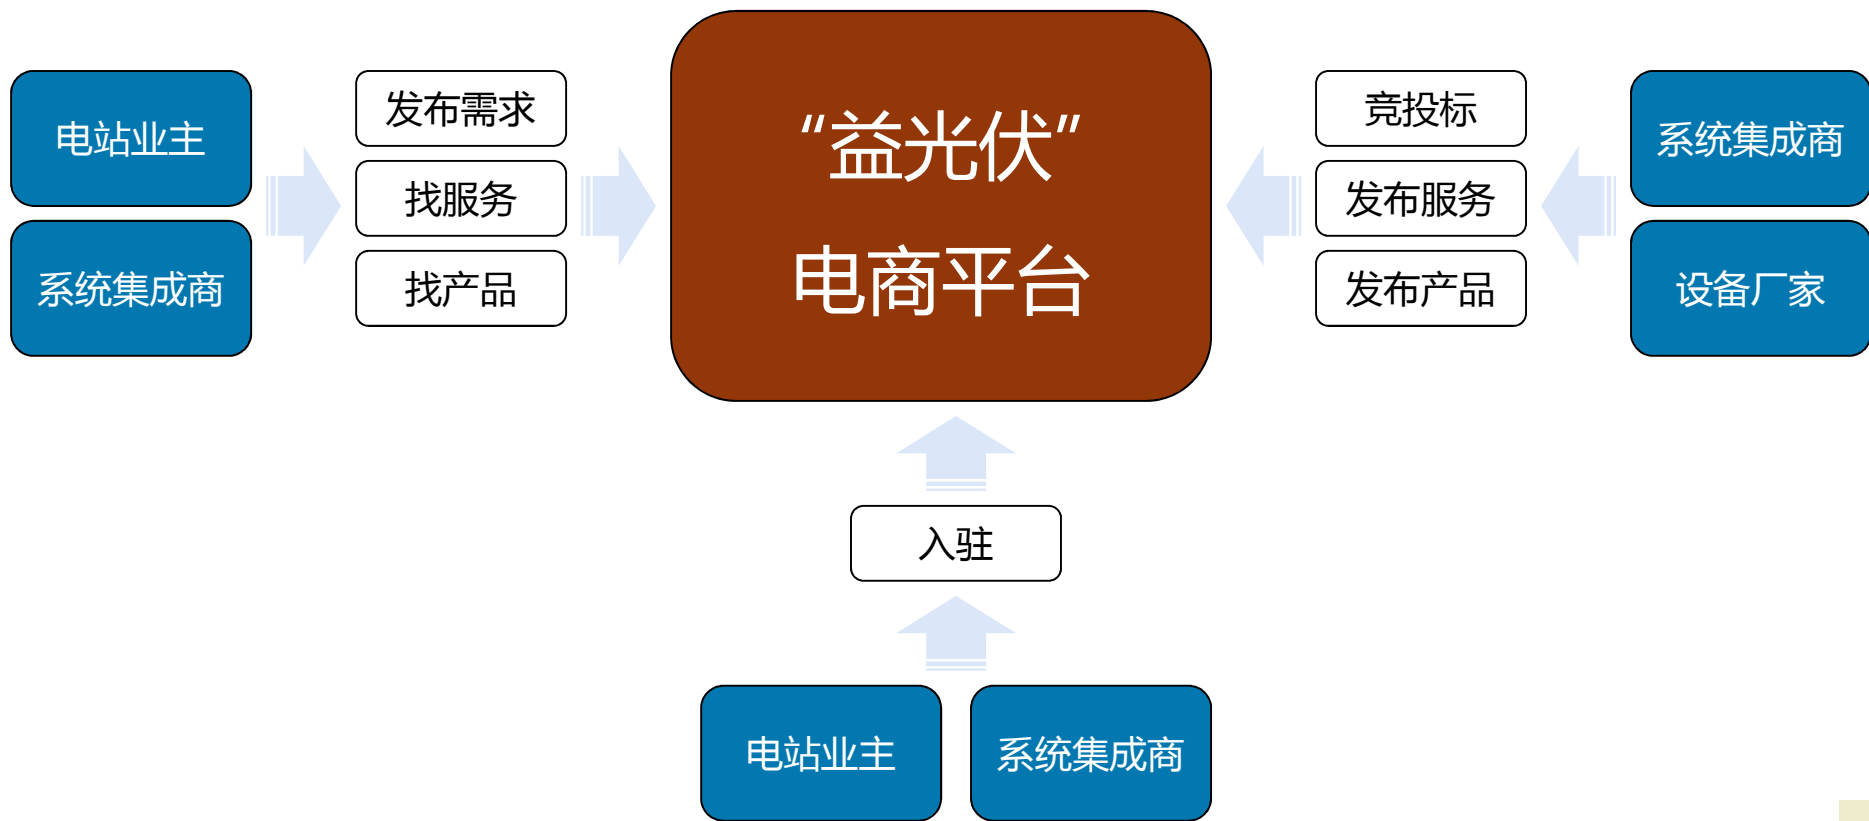 电站业主
系统集成商
发布需求
找服务
找产品
“益光伏”
电商平台
竞投标
发布服务
发布产品
系统集成商
设备厂家
入驻
电站业主
系统集成商